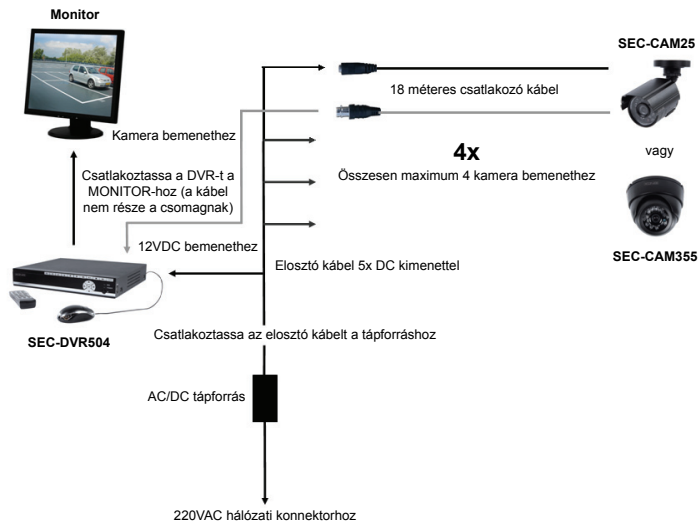 Monitor
SEC-CAM25
18 méteres csatlakozó kábel
Kamera bemenethez
4x
vagy
Összesen maximum 4 kamera bemenethez
Csatlakoztassa a DVR-t a
MONITOR-hoz (a kábel
nem része a csomagnak)
12VDC bemenethez
SEC-CAM355
Elosztó kábel 5x DC kimenettel
SEC-DVR504
Csatlakoztassa az elosztó kábelt a tápforráshoz
AC/DC tápforrás
220VAC hálózati konnektorhoz